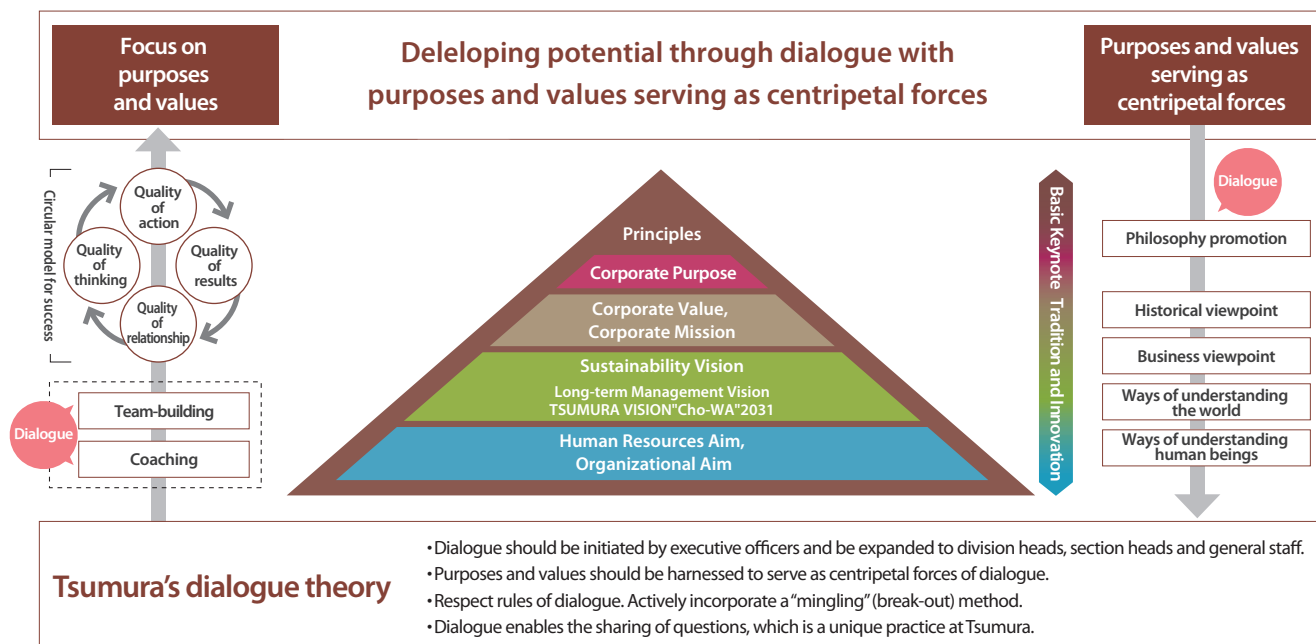 Focus on
purposes
and values
Deleloping potential through dialogue with
purposes and values serving as centripetal forces
Purposes and values
serving as
centripetal forces
Circular model for success
Quality
of
action
Quality
of
thinking
Quality
of
results
Quality
of
relationship
Dialogue
Team-building
Coaching
Principles
Corporate Purpose
Corporate Value,
Corporate Mission
Sustainability Vision
Long-term Management Vision
TSUMURA VISION"Cho-WA"2031
Human Resources Aim,
Organizational Aim
Basic Keynote Tradition and Innovation
Dialogue
Philosophy promotion
Historical viewpoint
Business viewpoint
Ways of understanding
the world
Ways of understanding
human beings
Tsumura's dialogue theory
・Dialogue should be initiated by executive officers and be expanded to division heads, section heads and general staff.
・Purposes and values should be harnessed to serve as centripetal forces of dialogue.
・Respect rules of dialogue. Actively incorporate a “mingling” (break-out) method.
・Dialogue enables the sharing of questions, which is a unique practice at Tsumura.